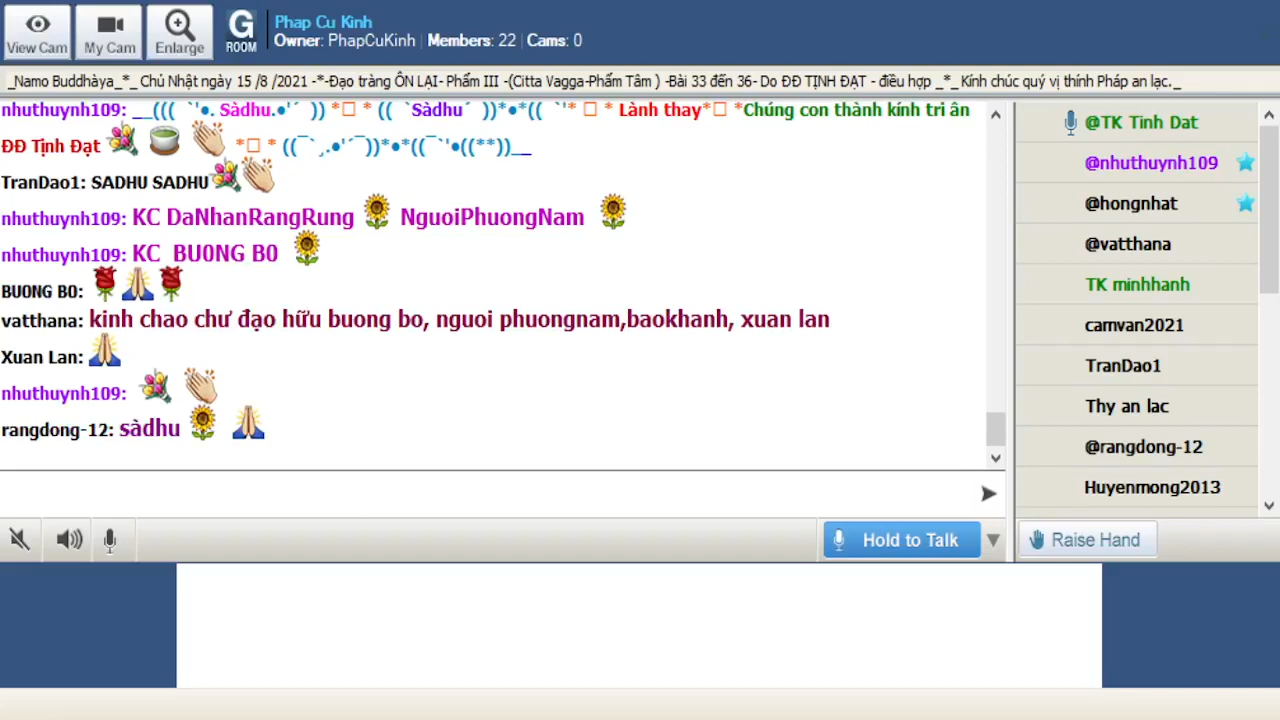 View Cam
My Cam
Enlarge
G
ROOM
Phap Cu Kinh
Owner: PhapCuKinh | Members: 22 | Cams: 0
_Namo Buddhàya_*_ Chủ Nhật ngày 15 /8 /2021 -*-Đạo tràng ÔN LẠI- Phẩm III -(Citta Vagga-Phẩm Tâm ) -Bài 33 đến 36- Do ĐĐ TỊNH ĐẠT - điều hợp _*_ Kính chúc quý vị thính Pháp an lạc._
nhuthuynh109: __((( `'•. Sàdhu.•'´ )) *□ * (( `Sàdhu´ ))*•*(( `'* □ * Lành thay*□ *Chúng con thành kính tri ân
ĐĐ Tịnh Đạt *□ * ((¯`¸.•'´¯))*•*((¯`'•((**))__
TranDao1: SADHU SADHU
nhuthuynh109: KC DaNhanRangRung NguoiPhuongNam
nhuthuynh109: KC BU0NG B0
BUONG BO:
vatthana: kinh chao chư đạo hữu buong bo, nguoi phuongnam,baokhanh, xuan lan
Xuan Lan:
nhuthuynh109:
rangdong-12: sàdhu
@TK Tinh Dat
@nhuthuynh109
@hongnhat
@vatthana
TK minhhanh
camvan2021
TranDao1
Thy an lac
@rangdong-12
Huyenmong2013
Hold to Talk
Raise Hand